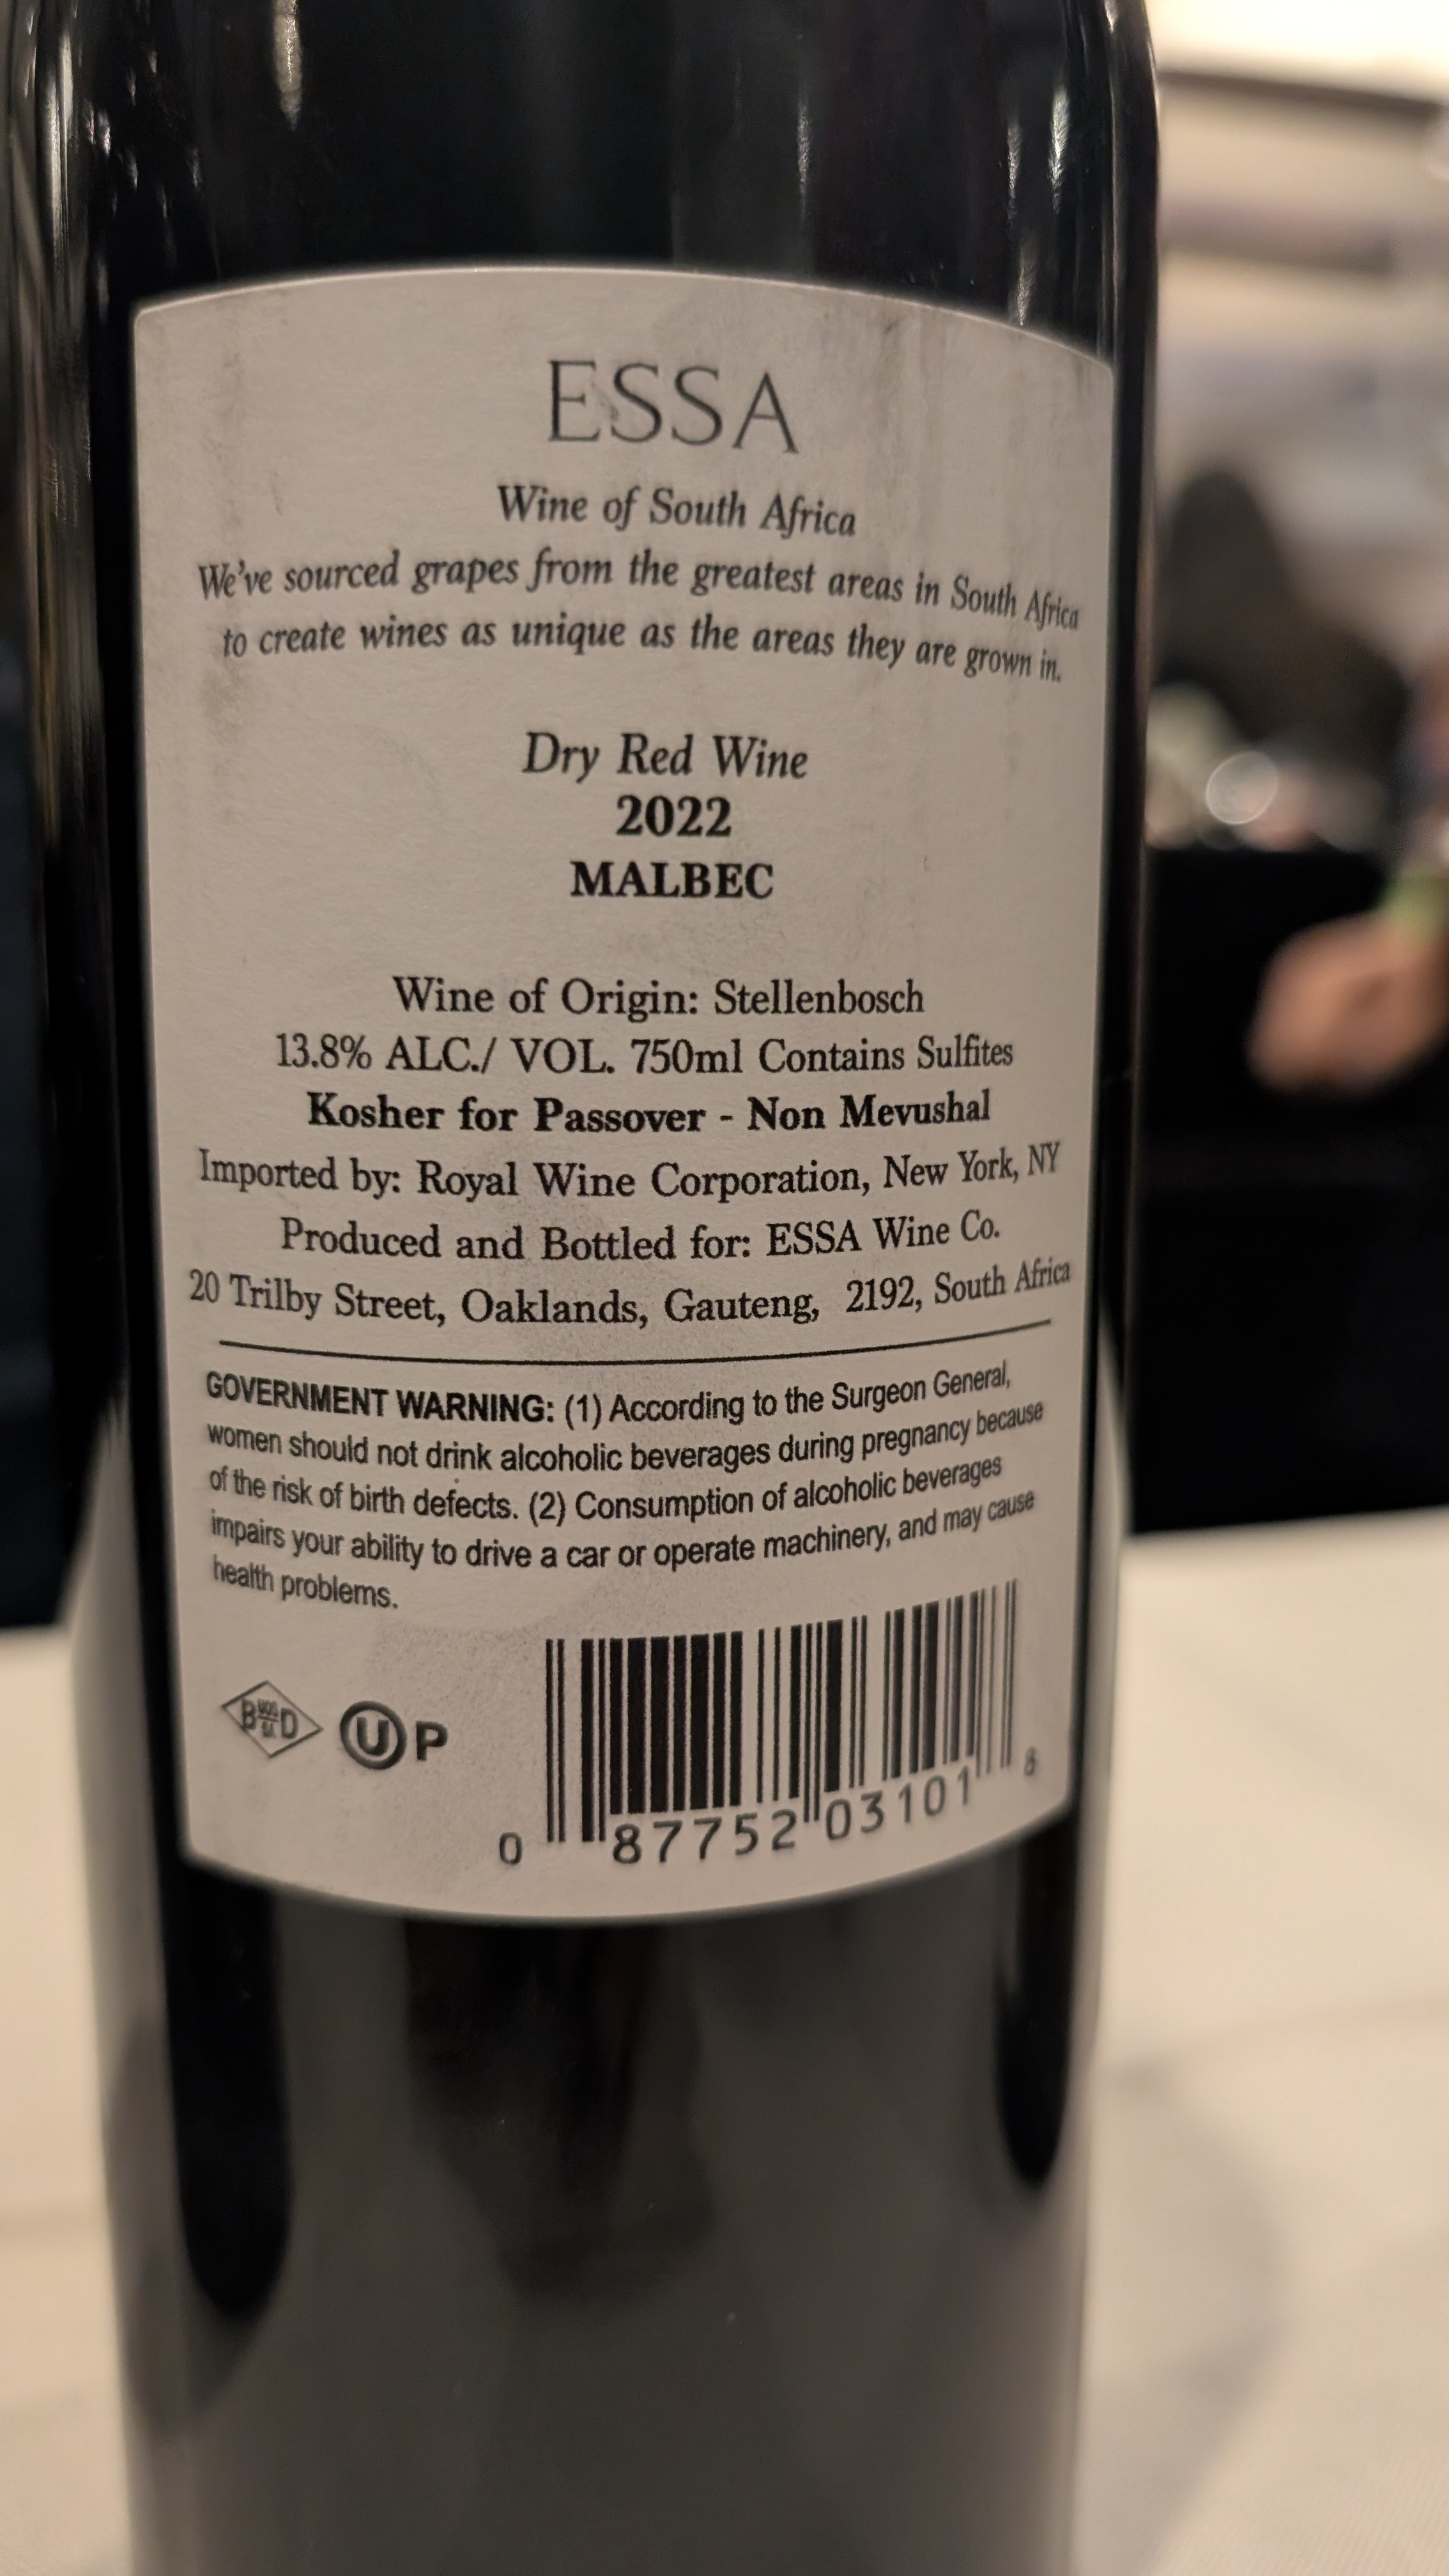 ESSA
Wine of South Africa
We've sourced grapes from the greatest areas in South Africa
to create wines as unique as the areas they are grown in.
Dry Red Wine
2022
MALBEC
Wine of Origin: Stellenbosch
13.8% ALC./ VOL. 750ml Contains Sulfites
Kosher for Passover - Non Mevushal
Imported by: Royal Wine Corporation, New York, NY
Produced and Bottled for: ESSA Wine Co.
20 Trilby Street, Oaklands, Gauteng, 2192, South Africa
GOVERNMENT WARNING: (1) According to the Surgeon General,
women should not drink alcoholic beverages during pregnancy because
of the risk of birth defects. (2) Consumption of alcoholic beverages
impairs your ability to drive a car or operate machinery, and may cause
health problems.
B D U P
0 87752 03101 8